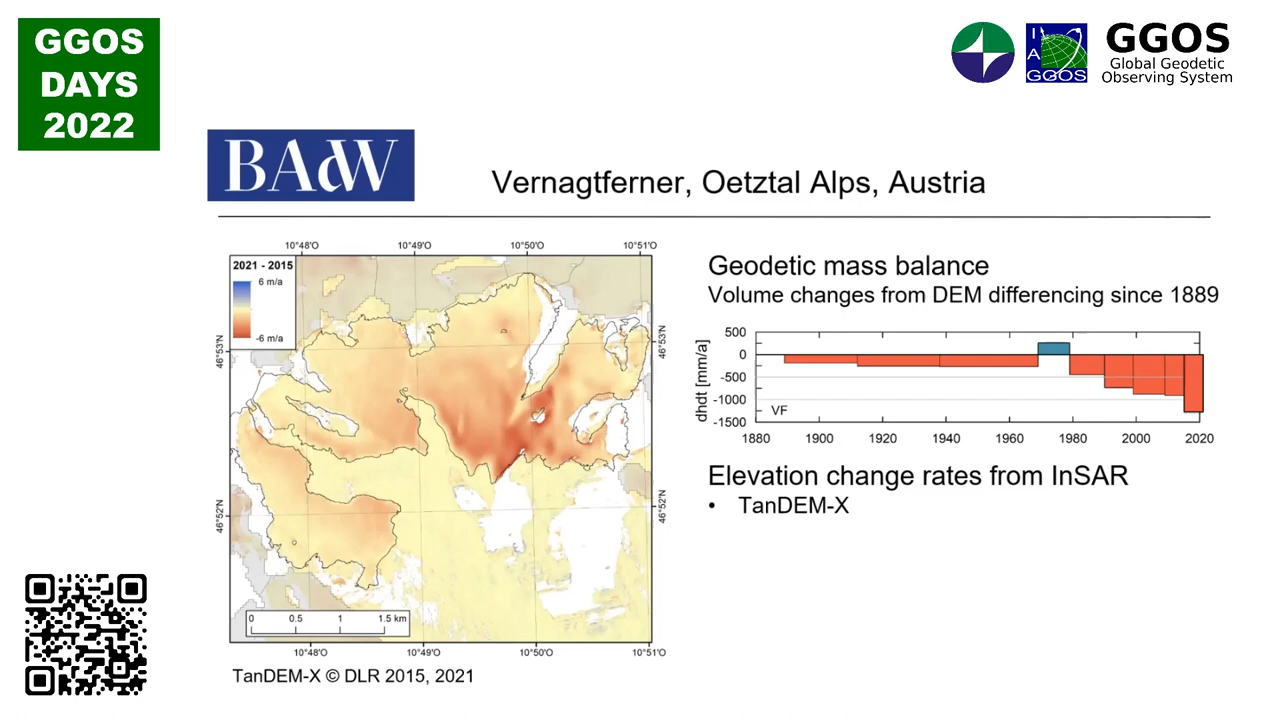 GGOS
DAYS
2022
I
A
G
GGOS
GGOS
Global Geodetic
Observing System
BAdW
Vernagtferner, Oetztal Alps, Austria
10°48'O
10°49'O
10°50'O
10°51'O
2021 - 2015
6 m/a
-6 m/a
46°53'N
46°53'N
46°52'N
46°52'N
0
0.5
1
1.5 km
10°48'O
10°49'O
10°50'O
10°51'O
TanDEM-X © DLR 2015, 2021
Geodetic mass balance
Volume changes from DEM differencing since 1889
dhdt [mm/a]
500
0
-500
-1000
-1500
VF
1880
1900
1920
1940
1960
1980
2000
2020
Elevation change rates from InSAR
• TanDEM-X